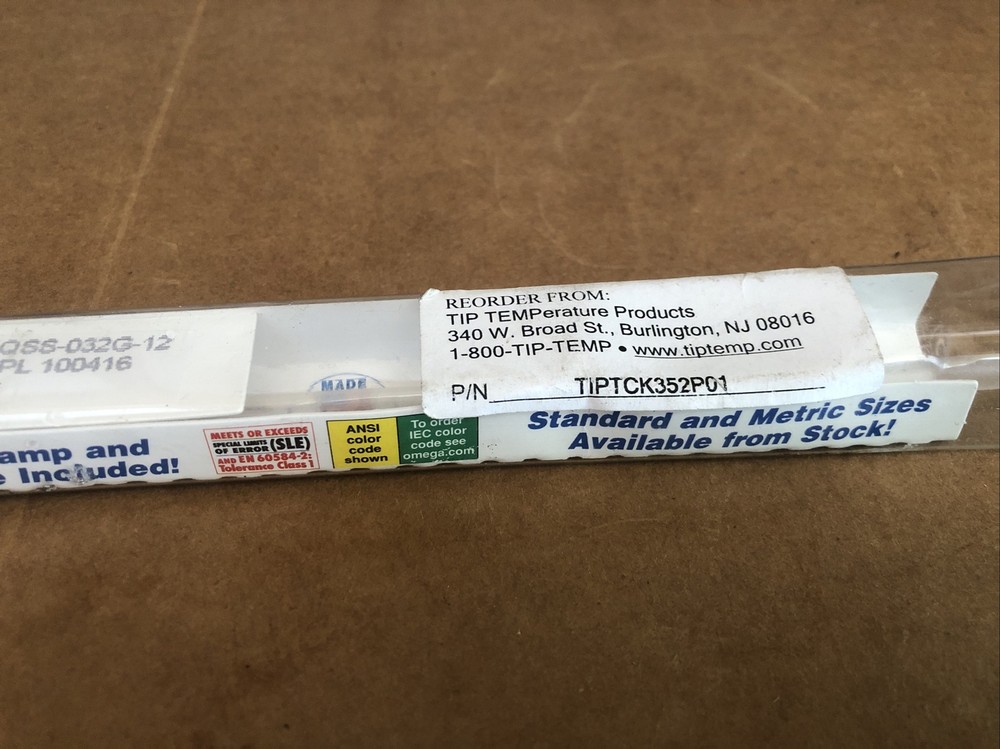 QSS-032G-12
PL 100416
MADE
REORDER FROM:
TIP TEMPerature Products
340 W. Broad St., Burlington, NJ 08016
1-800-TIP-TEMP • www.tiptemp.com
P/N TIPTCK352P01
amp and
e Included!
MEETS OR EXCEEDS
SPECIAL LIMITS
OF ERROR (SLE)
AND EN 60584-2:
Tolerance Class 1
ANSI
color
code
shown
To order
IEC color
code see
omega.com
Standard and Metric Sizes
Available from Stock!